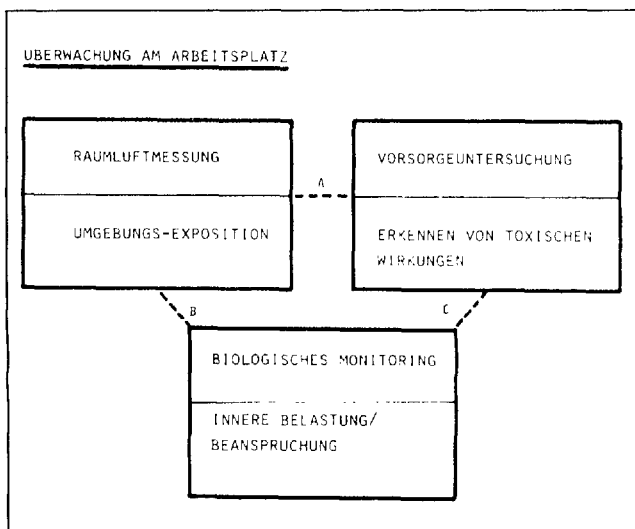 UBERWACHUNG AM ARBEITSPLATZ
RAUMLUFTMESSUNG
UMGEBUNGS-EXPOSITION
A
VORSORGEUNTERSUCHUNG
ERKENNEN VON TOXISCHEN
WIRKUNGEN
B
C
BIOLOGISCHES MONITORING
INNERE BELASTUNG/
BEANSPRUCHUNG